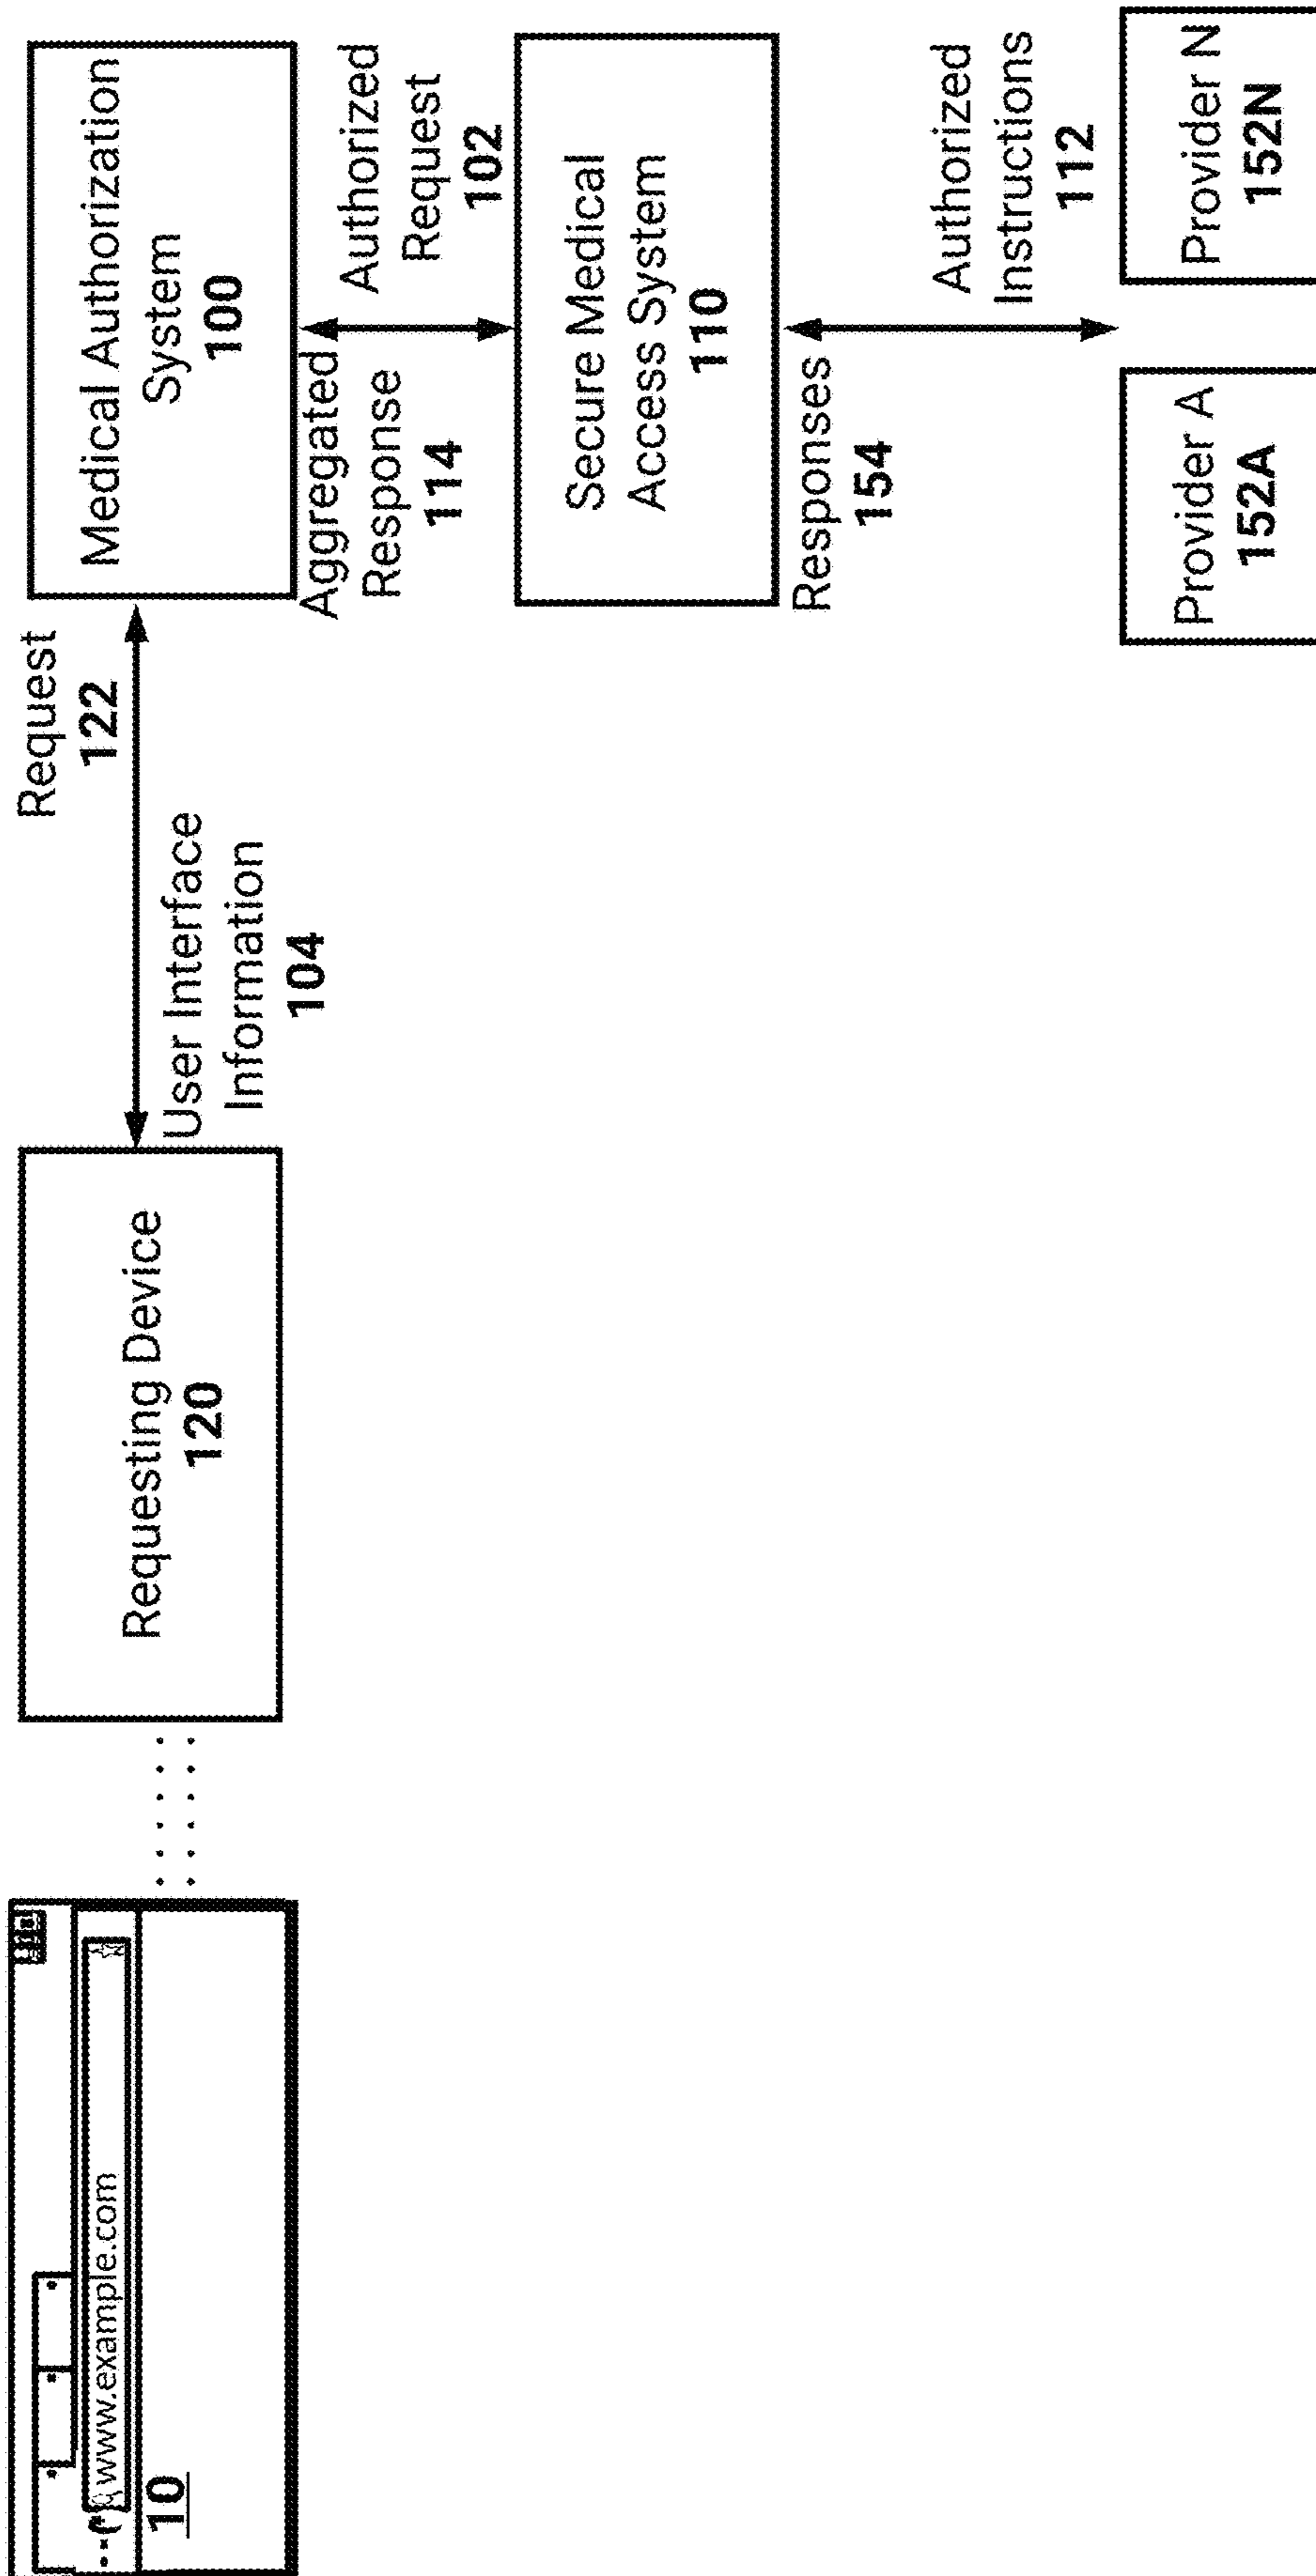 www.example.com
10
Requesting Device
120
Request
122
User Interface
Information
104
Medical Authorization
System
100
Aggregated
Response
114
Authorized
Request
102
Secure Medical
Access System
110
Responses
154
Authorized
Instructions
112
Provider A
152A
Provider N
152N